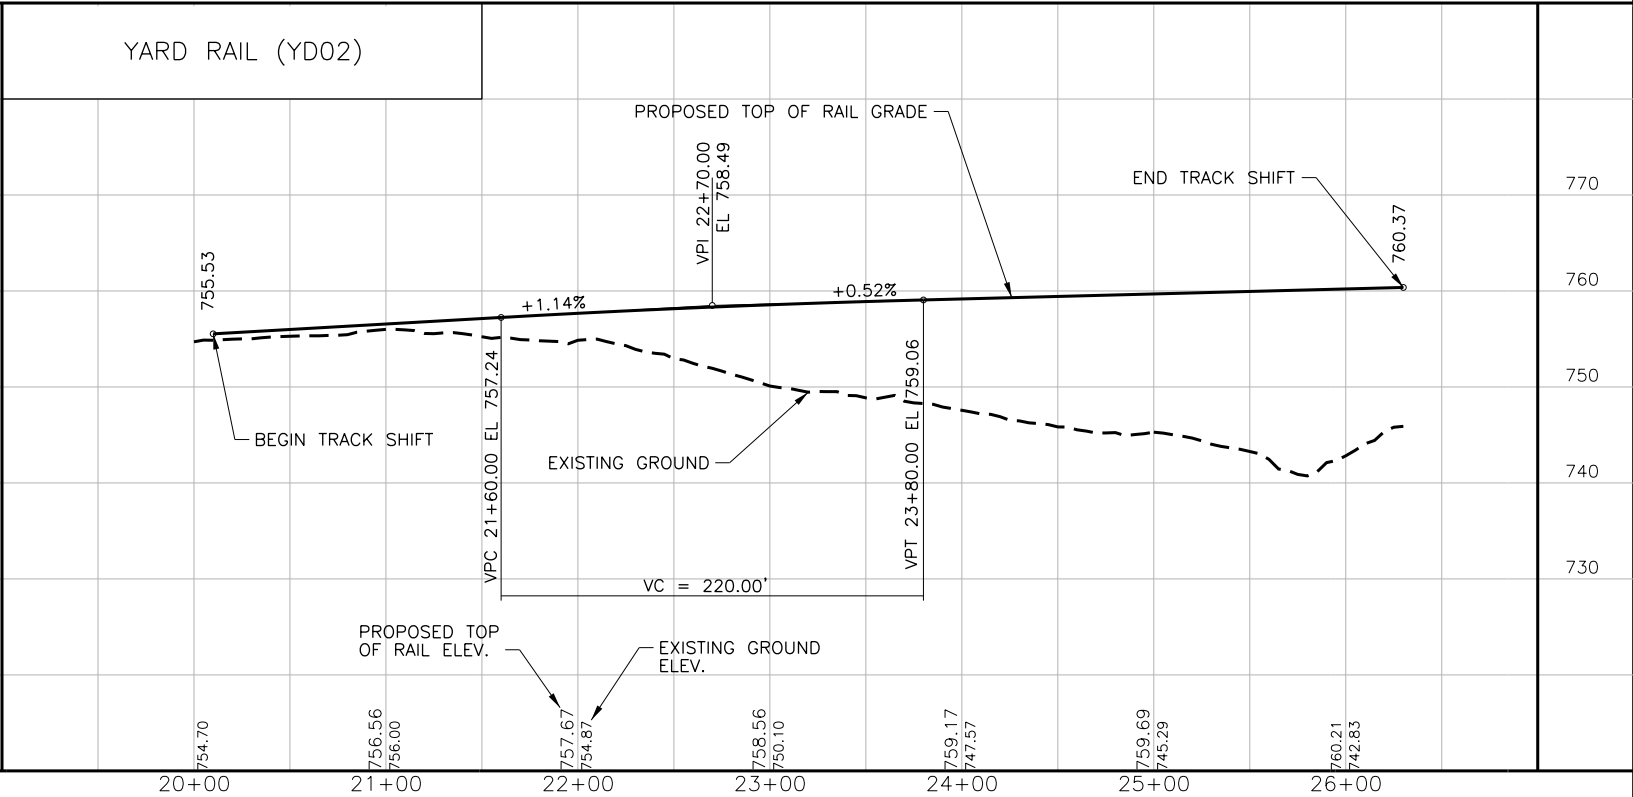 YARD RAIL (YD02)
PROPOSED TOP OF RAIL GRADE
VPI 22+70.00
EL 758.49
END TRACK SHIFT
770
760.37
755.53
760
+1.14%
+0.52%
750
VPC 21+60.00 EL 757.24
VPT 23+80.00 EL 759.06
BEGIN TRACK SHIFT
EXISTING GROUND
740
730
VC = 220.00'
PROPOSED TOP
OF RAIL ELEV.
EXISTING GROUND
ELEV.
754.70
756.56
756.00
757.67
754.87
758.56
750.10
759.17
747.57
759.69
745.29
760.21
742.83
20+00
21+00
22+00
23+00
24+00
25+00
26+00